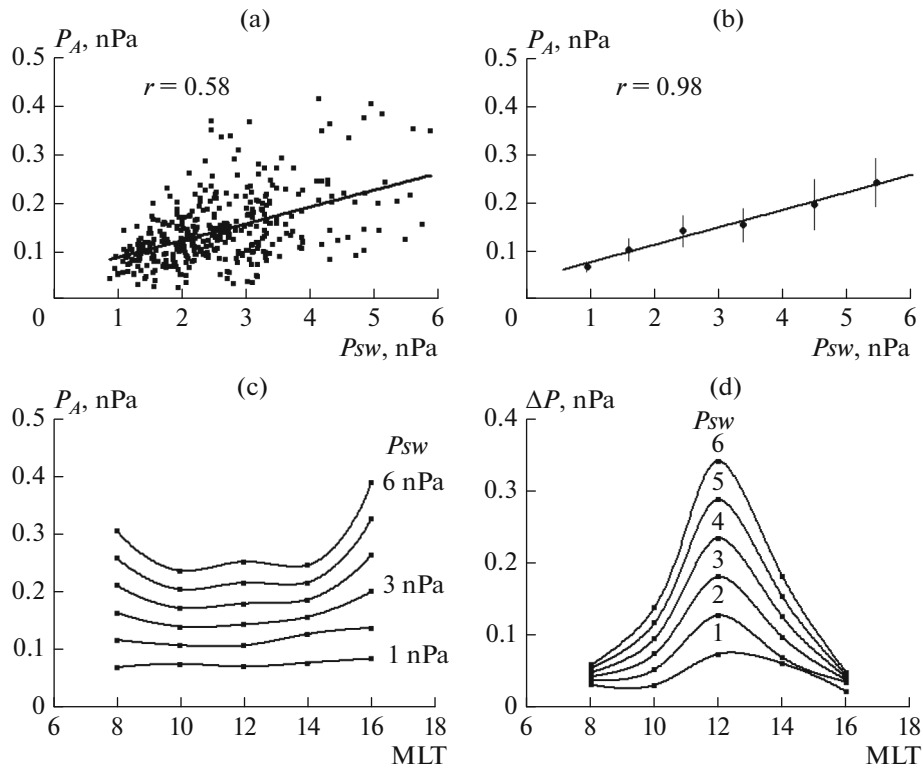 (a)
P_A, nPa
0.5
0.4
0.3
0.2
0.1
0
r = 0.58
1 2 3 4 5 6
Psw, nPa
(b)
P_A, nPa
0.5
0.4
0.3
0.2
0.1
0
r = 0.98
1 2 3 4 5 6
Psw, nPa
(c)
P_A, nPa
0.5
0.4
0.3
0.2
0.1
0
Psw
6 nPa
3 nPa
1 nPa
6 8 10 12 14 16 18
MLT
(d)
ΔP, nPa
0.4
0.3
0.2
0.1
0
Psw
6
5
4
3
2
1
6 8 10 12 14 16 18
MLT